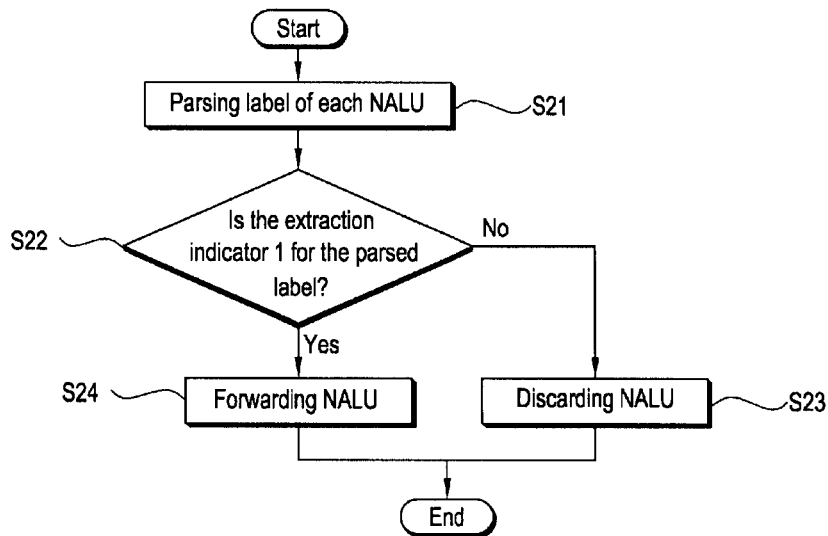 Start
Parsing label of each NALU
S21
Is the extraction
indicator 1 for the parsed
label?
S22
No
Yes
Forwarding NALU
S24
Discarding NALU
S23
End